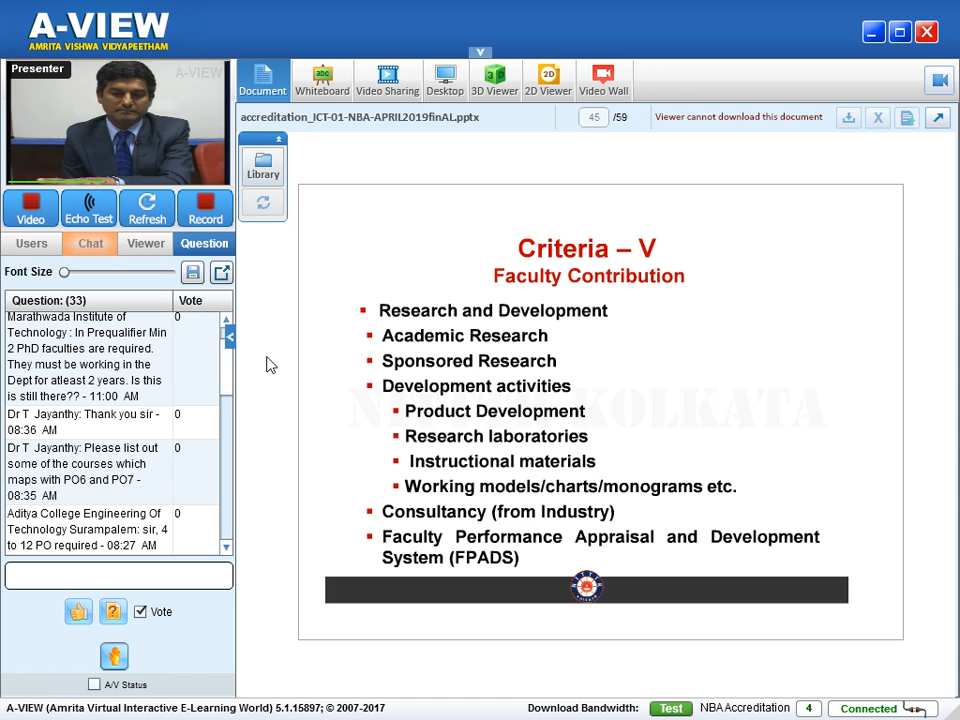 A-VIEW
AMRITA VISHWA VIDYAPEETHAM
Presenter
A-VIEW
Document
Whiteboard
Video Sharing
Desktop
3D Viewer
2D Viewer
Video Wall
accreditation_ICT-01-NBA-APRIL2019finAL.pptx
45 /59
Viewer cannot download this document
Library
Video
Echo Test
Refresh
Record
Users
Chat
Viewer
Question
Font Size
Question: (33)
Vote
Marathwada Institute of
Technology : In Prequalifier Min
2 PhD faculties are required.
They must be working in the
Dept for atleast 2 years. Is this
is still there?? - 11:00 AM
0
Dr T Jayanthy: Thank you sir -
08:36 AM
0
Dr T Jayanthy: Please list out
some of the courses which
maps with PO6 and PO7 -
08:35 AM
0
Aditya College Engineering Of
Technology Surampalem: sir, 4
to 12 PO required - 08:27 AM
0
Vote
A/V Status
Criteria – V
Faculty Contribution
Research and Development
Academic Research
Sponsored Research
Development activities
Product Development
Research laboratories
Instructional materials
Working models/charts/monograms etc.
Consultancy (from Industry)
Faculty Performance Appraisal and Development
System (FPADS)
NITTTR KOLKATA
A-VIEW (Amrita Virtual Interactive E-Learning World) 5.1.15897; © 2007-2017
Download Bandwidth:
Test
NBA Accreditation
4
Connected